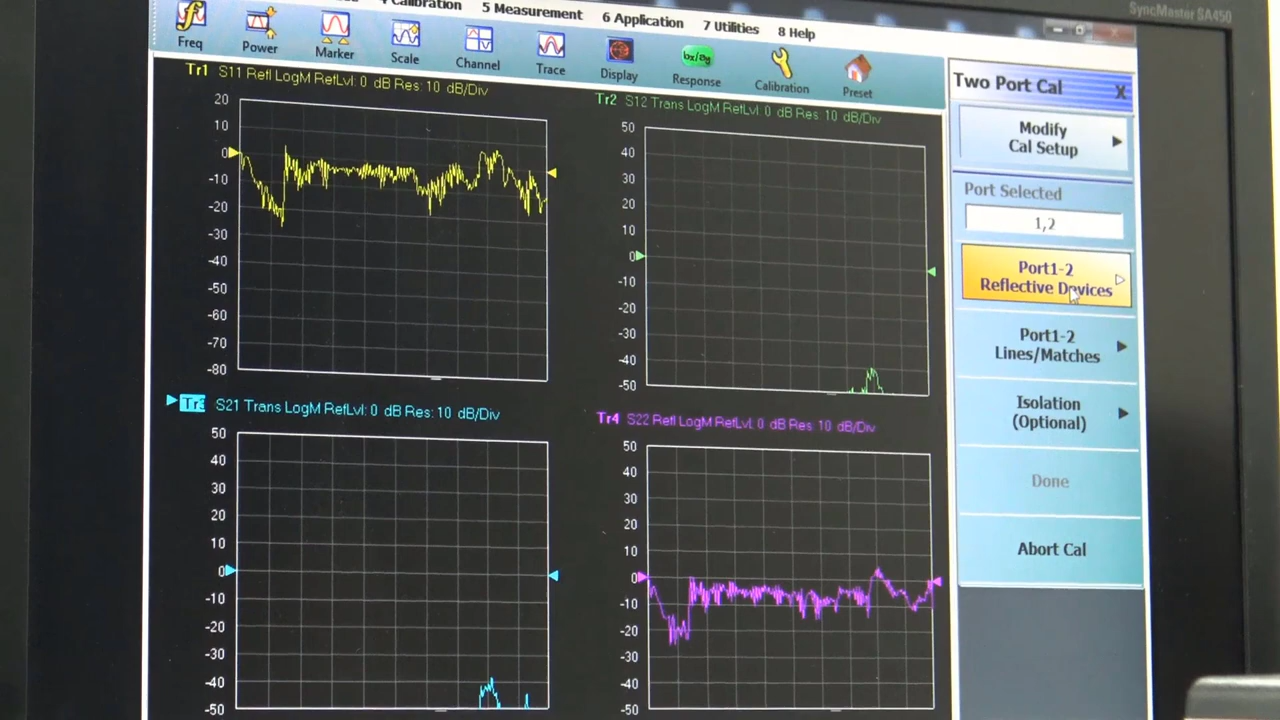 SyncMaster SA450
Calibration 5 Measurement 6 Application 7 Utilities 8 Help
Freq Power Marker Scale Channel Trace Display Response Calibration Preset
Tr1 S11 Refl LogM RefLvl: 0 dB Res: 10 dB/Div
20
10
0
-10
-20
-30
-40
-50
-60
-70
-80
Tr2 S12 Trans LogM RefLvl: 0 dB Res: 10 dB/Div
50
40
30
20
10
0
-10
-20
-30
-40
-50
Tr3 S21 Trans LogM RefLvl: 0 dB Res: 10 dB/Div
50
40
30
20
10
0
-10
-20
-30
-40
-50
Tr4 S22 Refl LogM RefLvl: 0 dB Res: 10 dB/Div
50
40
30
20
10
0
-10
-20
-30
-40
-50
Two Port Cal X
Modify
Cal Setup
Port Selected
1,2
Port1-2
Reflective Devices
Port1-2
Lines/Matches
Isolation
(Optional)
Done
Abort Cal